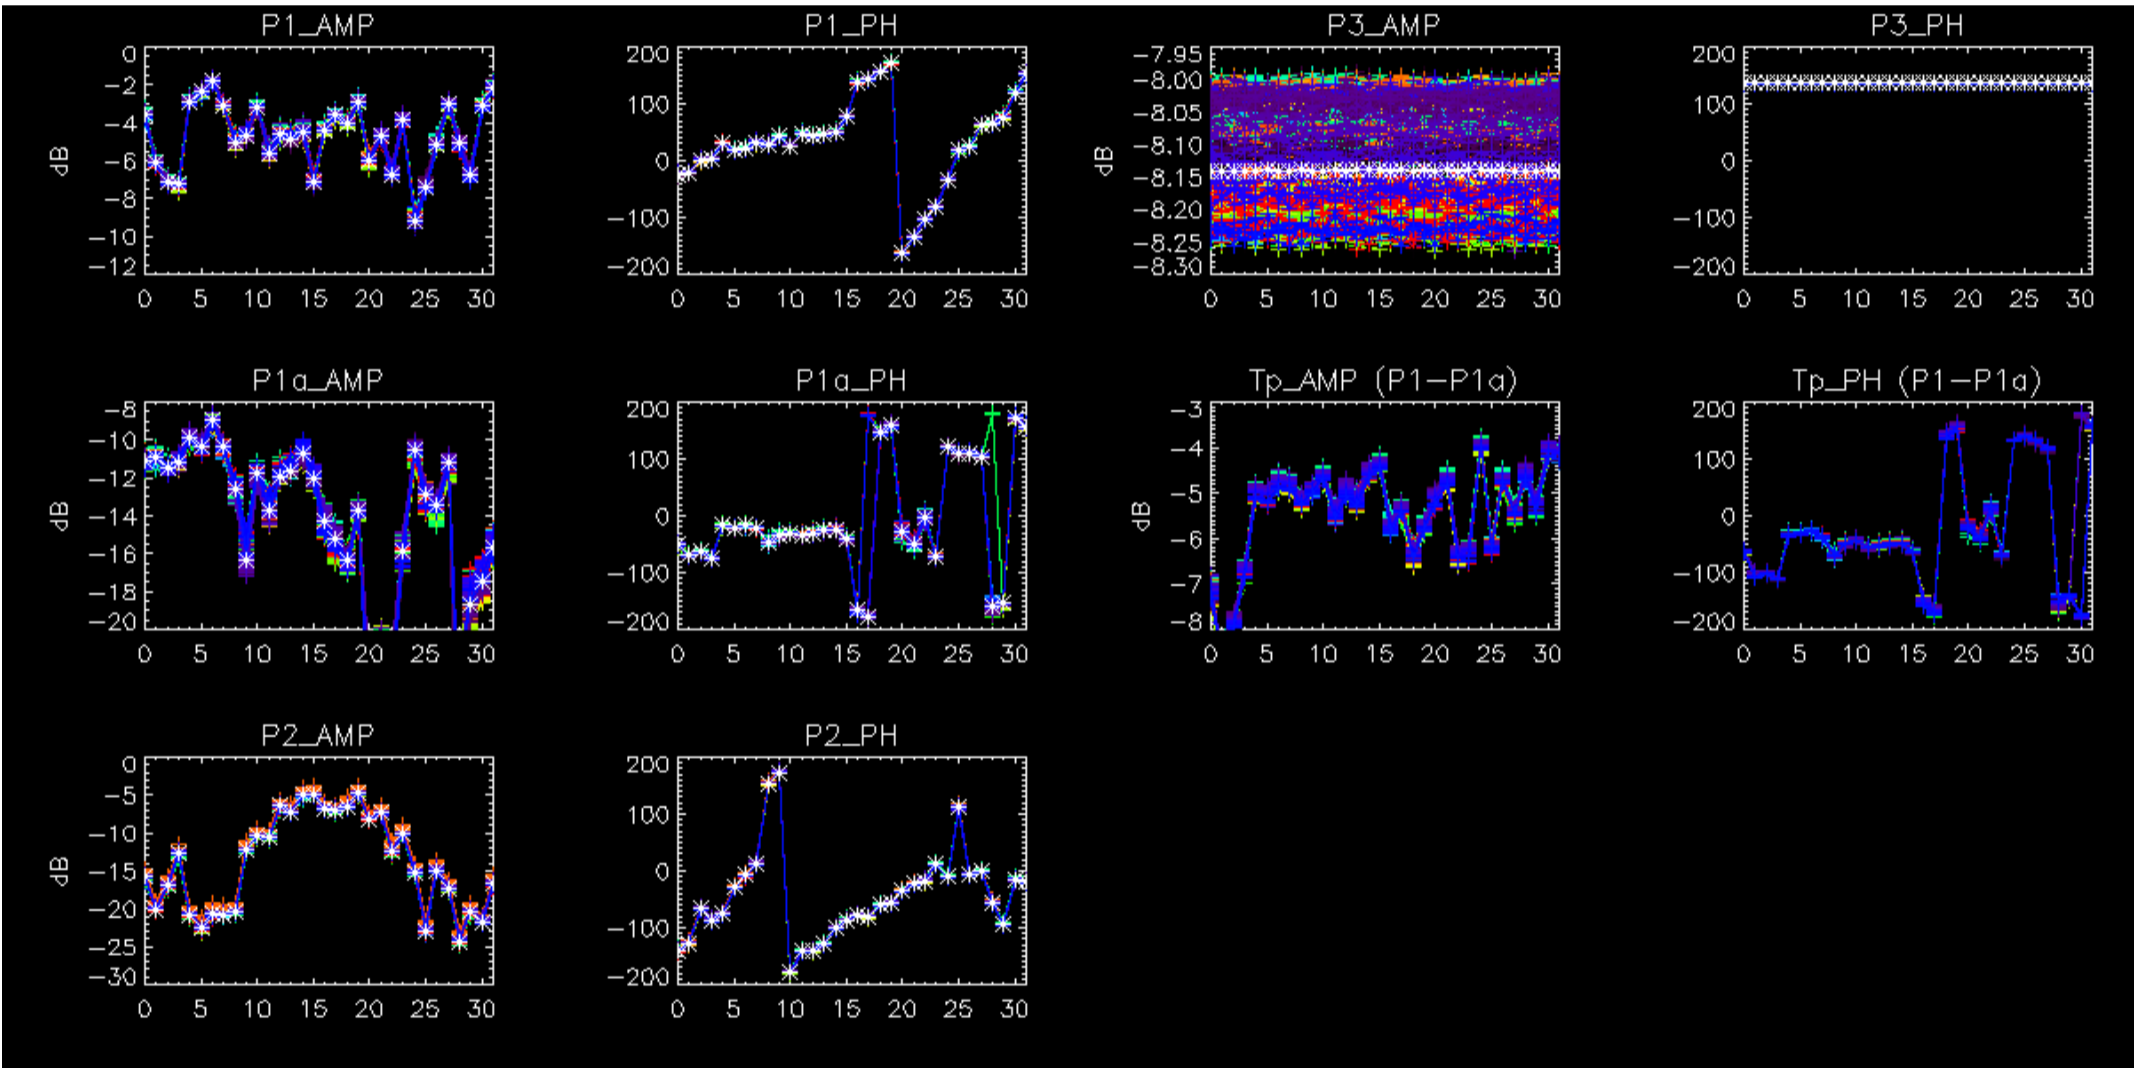 P1_AMP P1_PH P3_AMP P3_PH
0 200 -7.95 200
-2 -8.00
-4 100 -8.05 100
dB -6 0 dB -8.10 0
-8 -8.15
-10 -100 -8.20 -100
-12 -200 -8.25 -200
-8.30
0 5 10 15 20 25 30 0 5 10 15 20 25 30 0 5 10 15 20 25 30 0 5 10 15 20 25 30
P1a_AMP P1a_PH Tp_AMP (P1-P1a) Tp_PH (P1-P1a)
-8 200 -3 200
-10 100 -4 100
-12
dB -14 0 dB -5 0
-16 -6
-18 -100 -7 -100
-20 -200 -8 -200
0 5 10 15 20 25 30 0 5 10 15 20 25 30 0 5 10 15 20 25 30 0 5 10 15 20 25 30
P2_AMP P2_PH
0 200
-5 100
-10
dB -15 0
-20 -100
-25
-30 -200
0 5 10 15 20 25 30 0 5 10 15 20 25 30